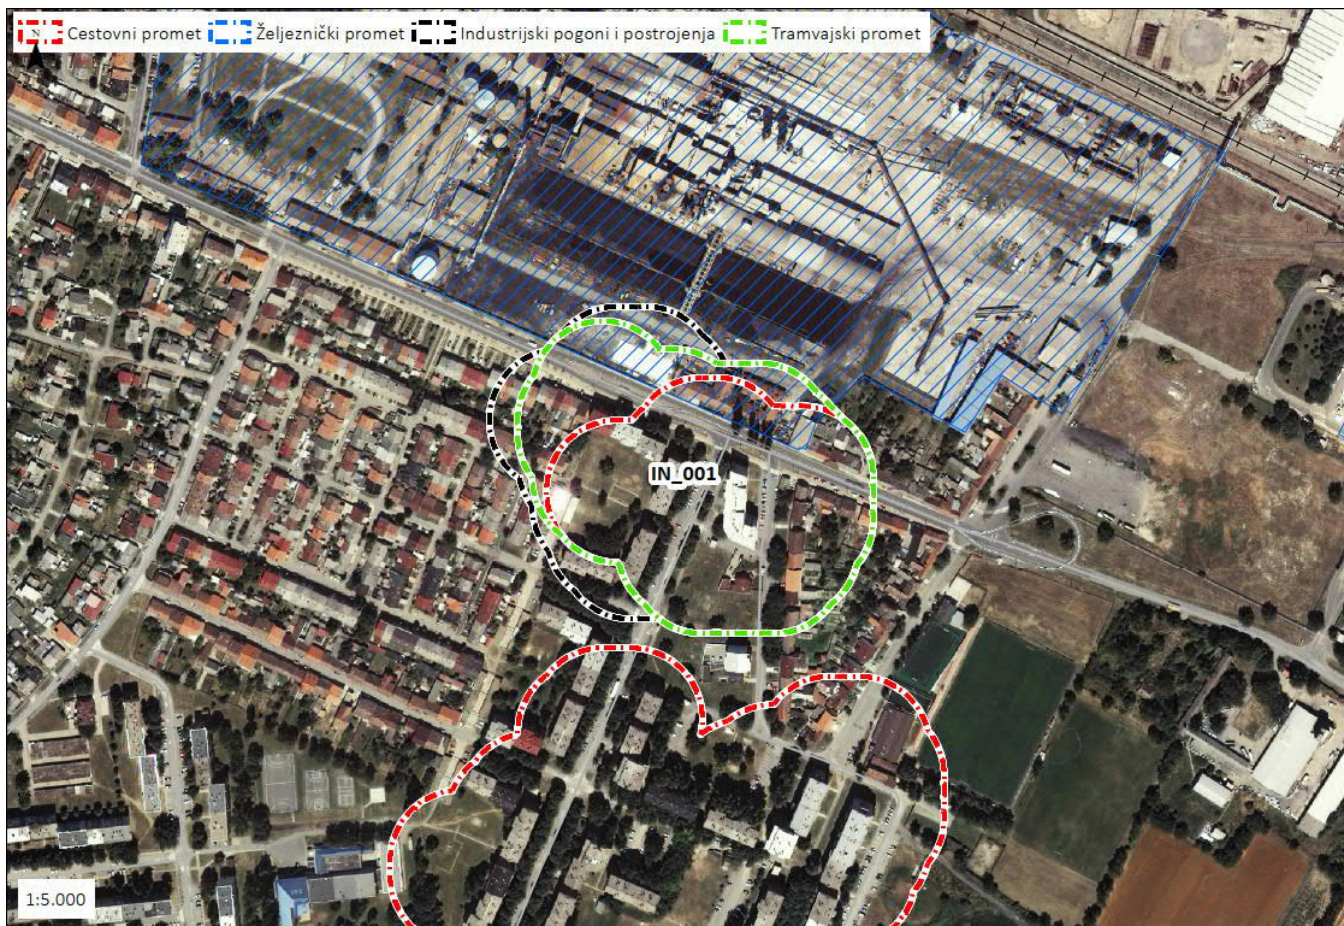 N
Cestovni promet Željeznički promet Industrijski pogoni i postrojenja Tramvajski promet
IN_001
1:5.000